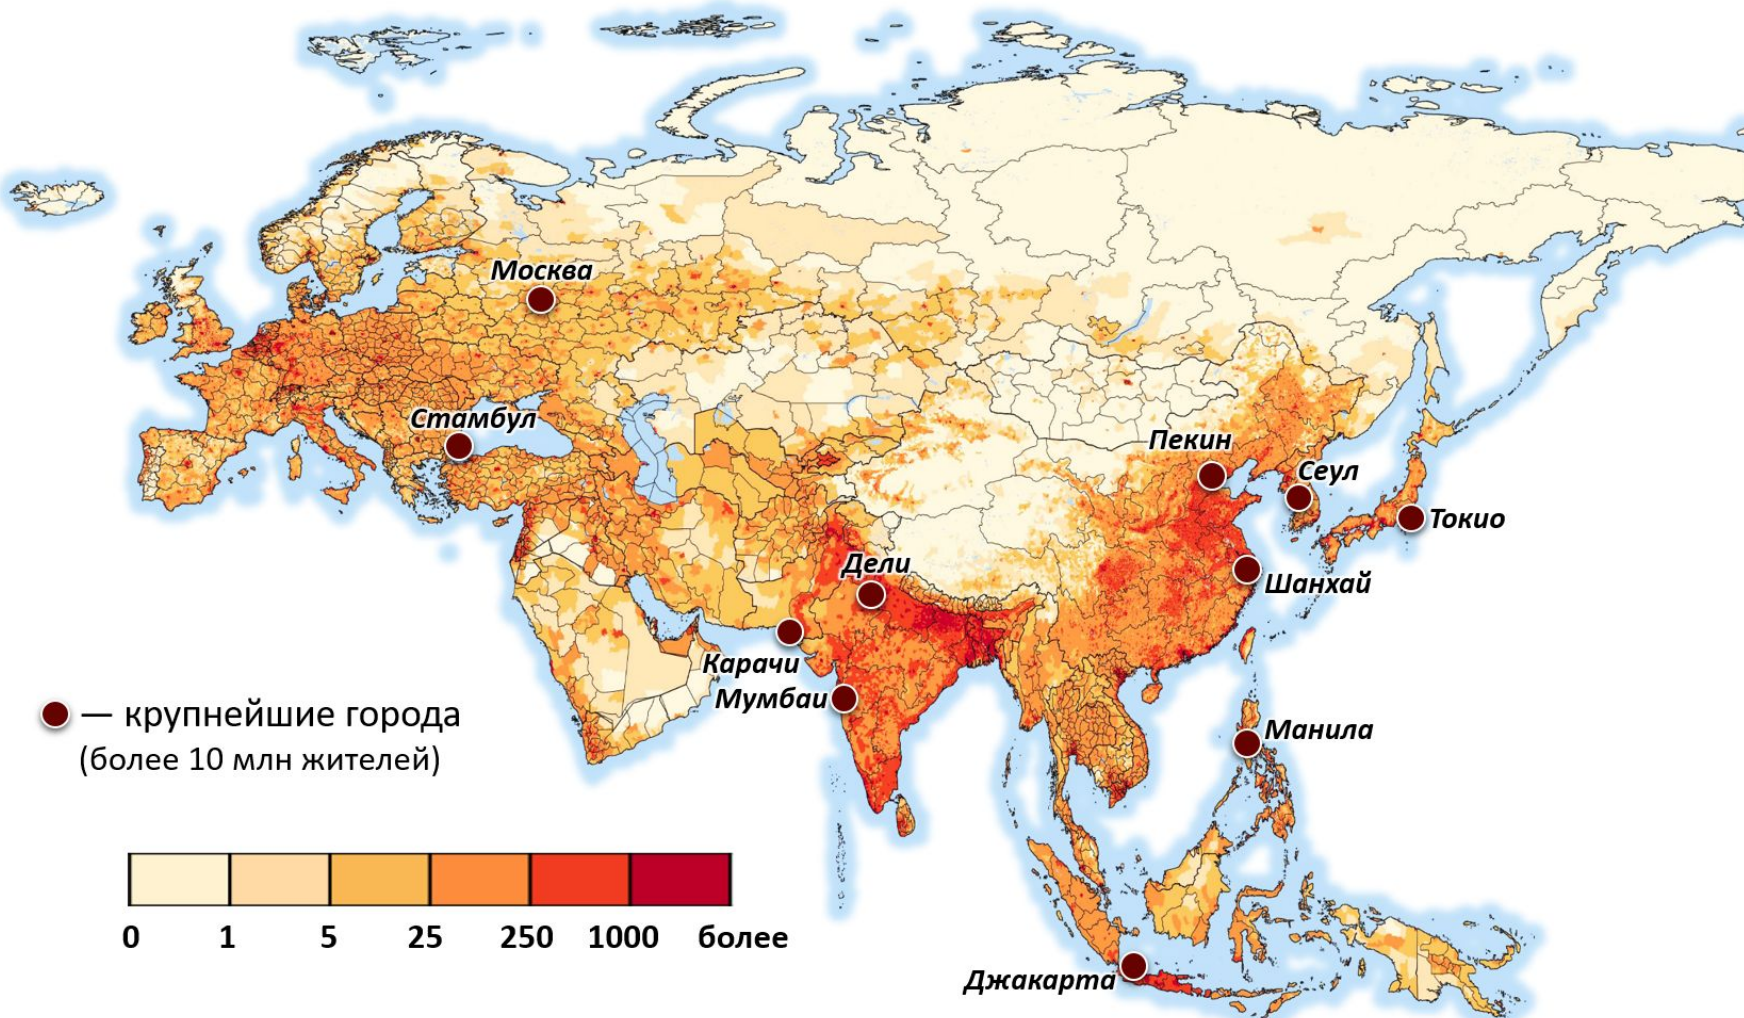 Москва
Стамбул
Пекин
Сеул
Токио
Дели
Шанхай
Карачи
Мумбаи
— крупнейшие города
(более 10 млн жителей)
Манила
0 1 5 25 250 1000 более
Джакарта